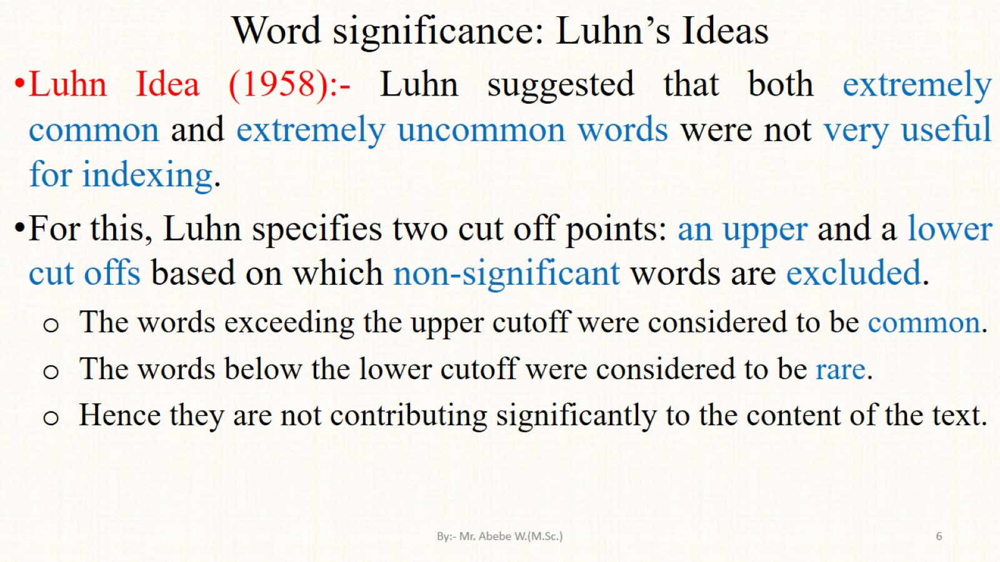 Word significance: Luhn’s Ideas
•Luhn Idea (1958):- Luhn suggested that both extremely
common and extremely uncommon words were not very useful
for indexing.
•For this, Luhn specifies two cut off points: an upper and a lower
cut offs based on which non-significant words are excluded.
o The words exceeding the upper cutoff were considered to be common.
o The words below the lower cutoff were considered to be rare.
o Hence they are not contributing significantly to the content of the text.
By:- Mr. Abebe W.(M.Sc.)
6